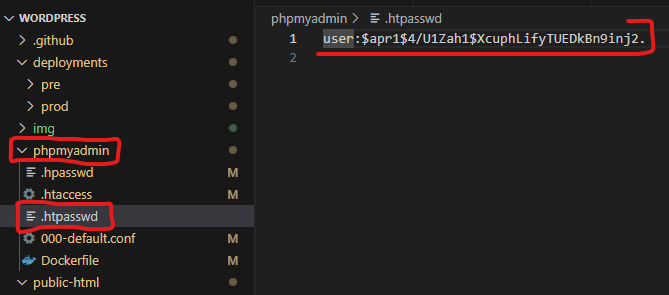 WORDPRESS
.github
deployments
pre
prod
img
phpmyadmin
.hpasswd M
.htaccess M
.htpasswd
000-default.conf M
Dockerfile M
public-html
phpmyadmin > .htpasswd
1 user:$apr1$4/U1Zah1$XcuphLifyTUEDkBn9inj2.
2